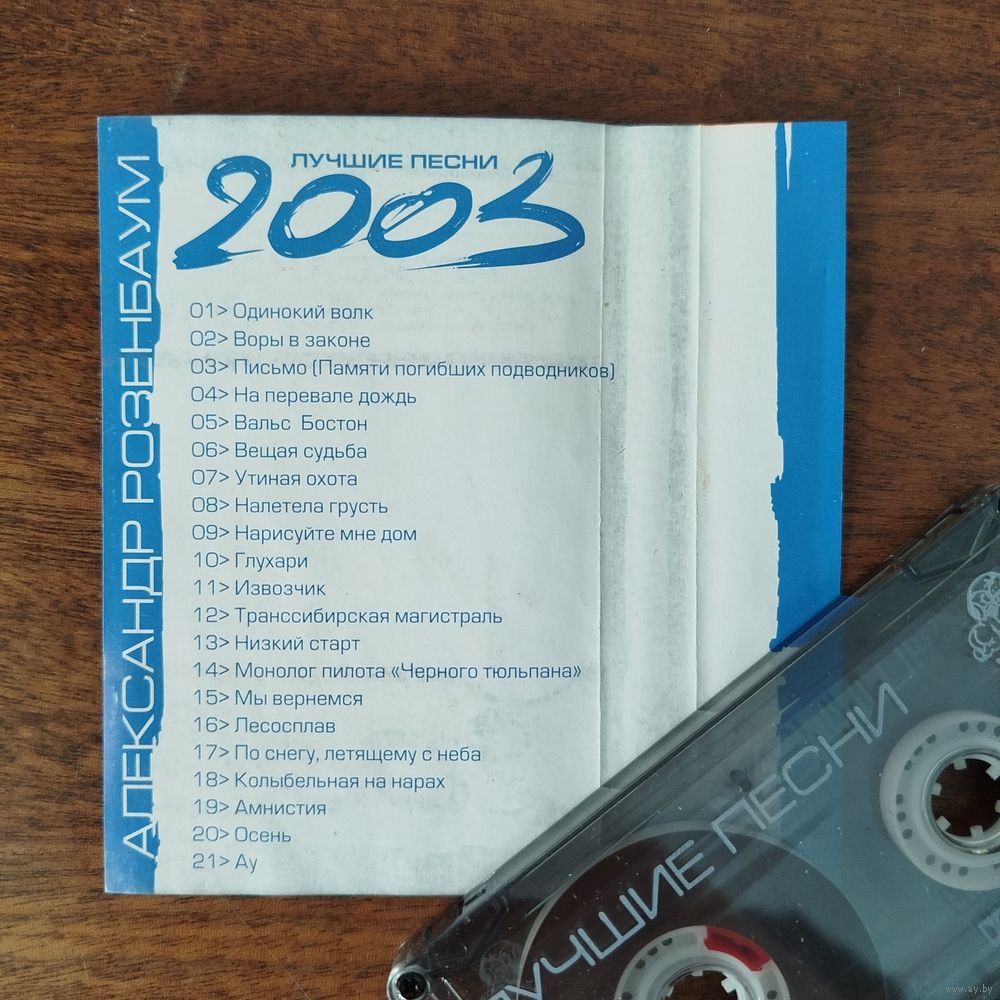 АЛЕКСАНДР РОЗЕНБАУМ
ЛУЧШИЕ ПЕСНИ
2003
01> Одинокий волк
02> Воры в законе
03> Письмо (Памяти погибших подводников)
04> На перевале дождь
05> Вальс Бостон
06> Вещая судьба
07> Утиная охота
08> Налетела грусть
09> Нарисуйте мне дом
10> Глухари
11> Извозчик
12> Транссибирская магистраль
13> Низкий старт
14> Монолог пилота «Черного тюльпана»
15> Мы вернемся
16> Лесосплав
17> По снегу, летящему с неба
18> Колыбельная на нарах
19> Амнистия
20> Осень
21> Ау
ЛУЧШИЕ ПЕСНИ
www.ay.by